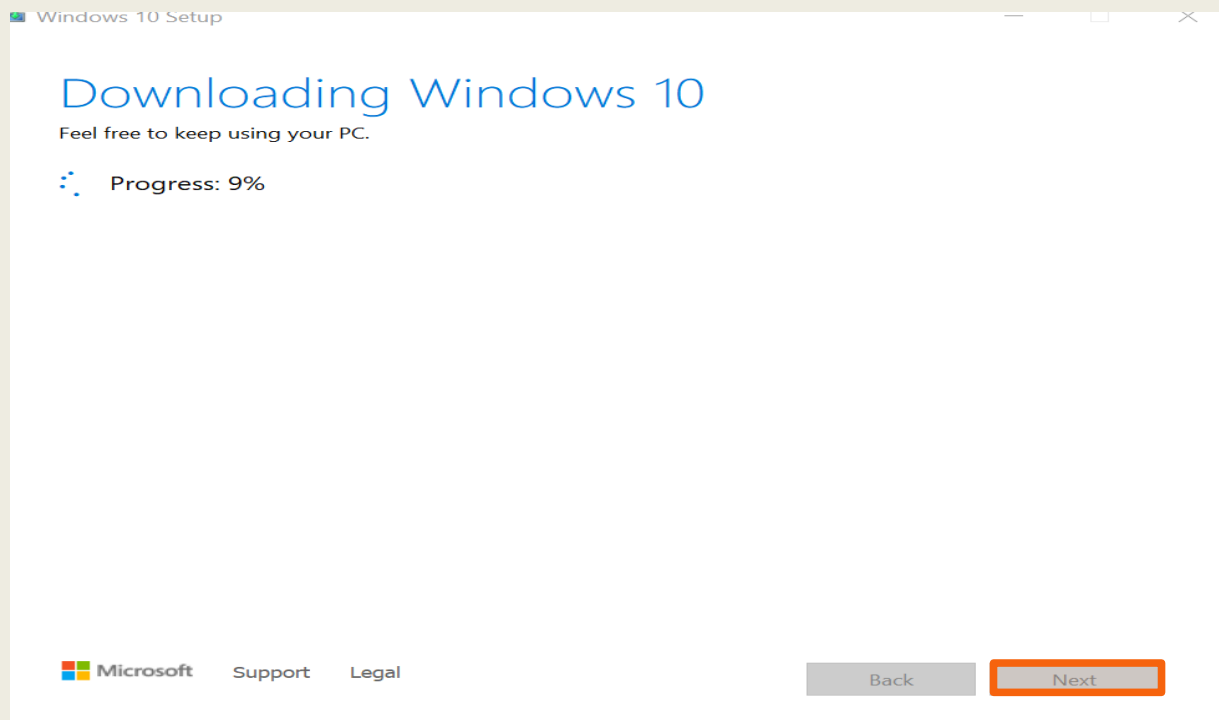 Windows 10 Setup
Downloading Windows 10
Feel free to keep using your PC.
Progress: 9%
Microsoft Support Legal Back Next